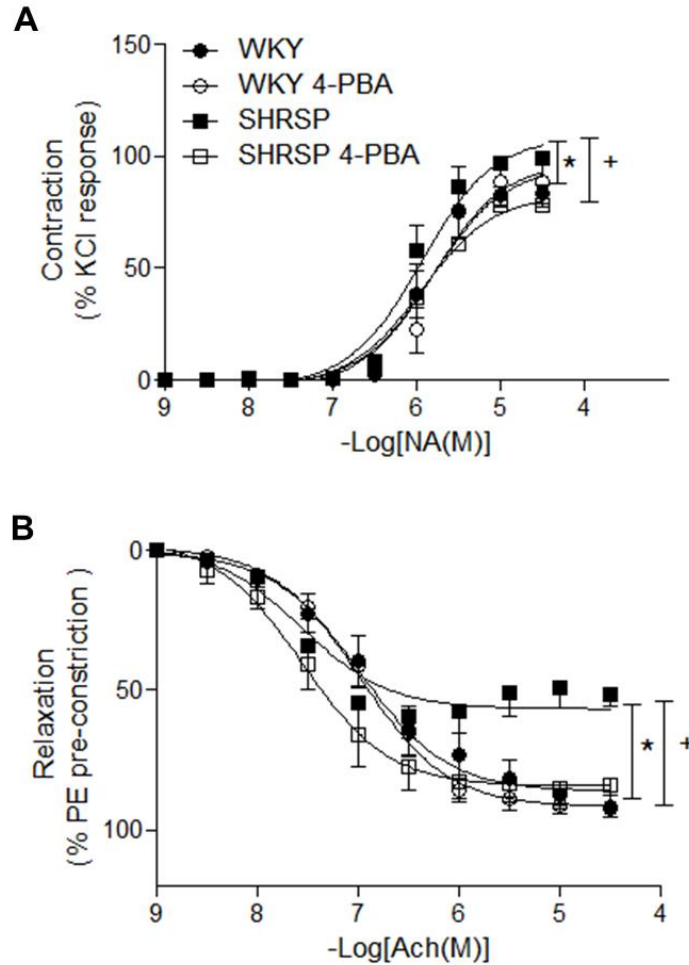 A
150
100
50
0
Contraction
(% KCl response)
WKY
WKY 4-PBA
SHRSP
SHRSP 4-PBA
*
+
9 8 7 6 5 4
-Log[NA(M)]
B
0
50
100
Relaxation
(% PE pre-constriction )
*
+
9 8 7 6 5 4
-Log[Ach(M)]